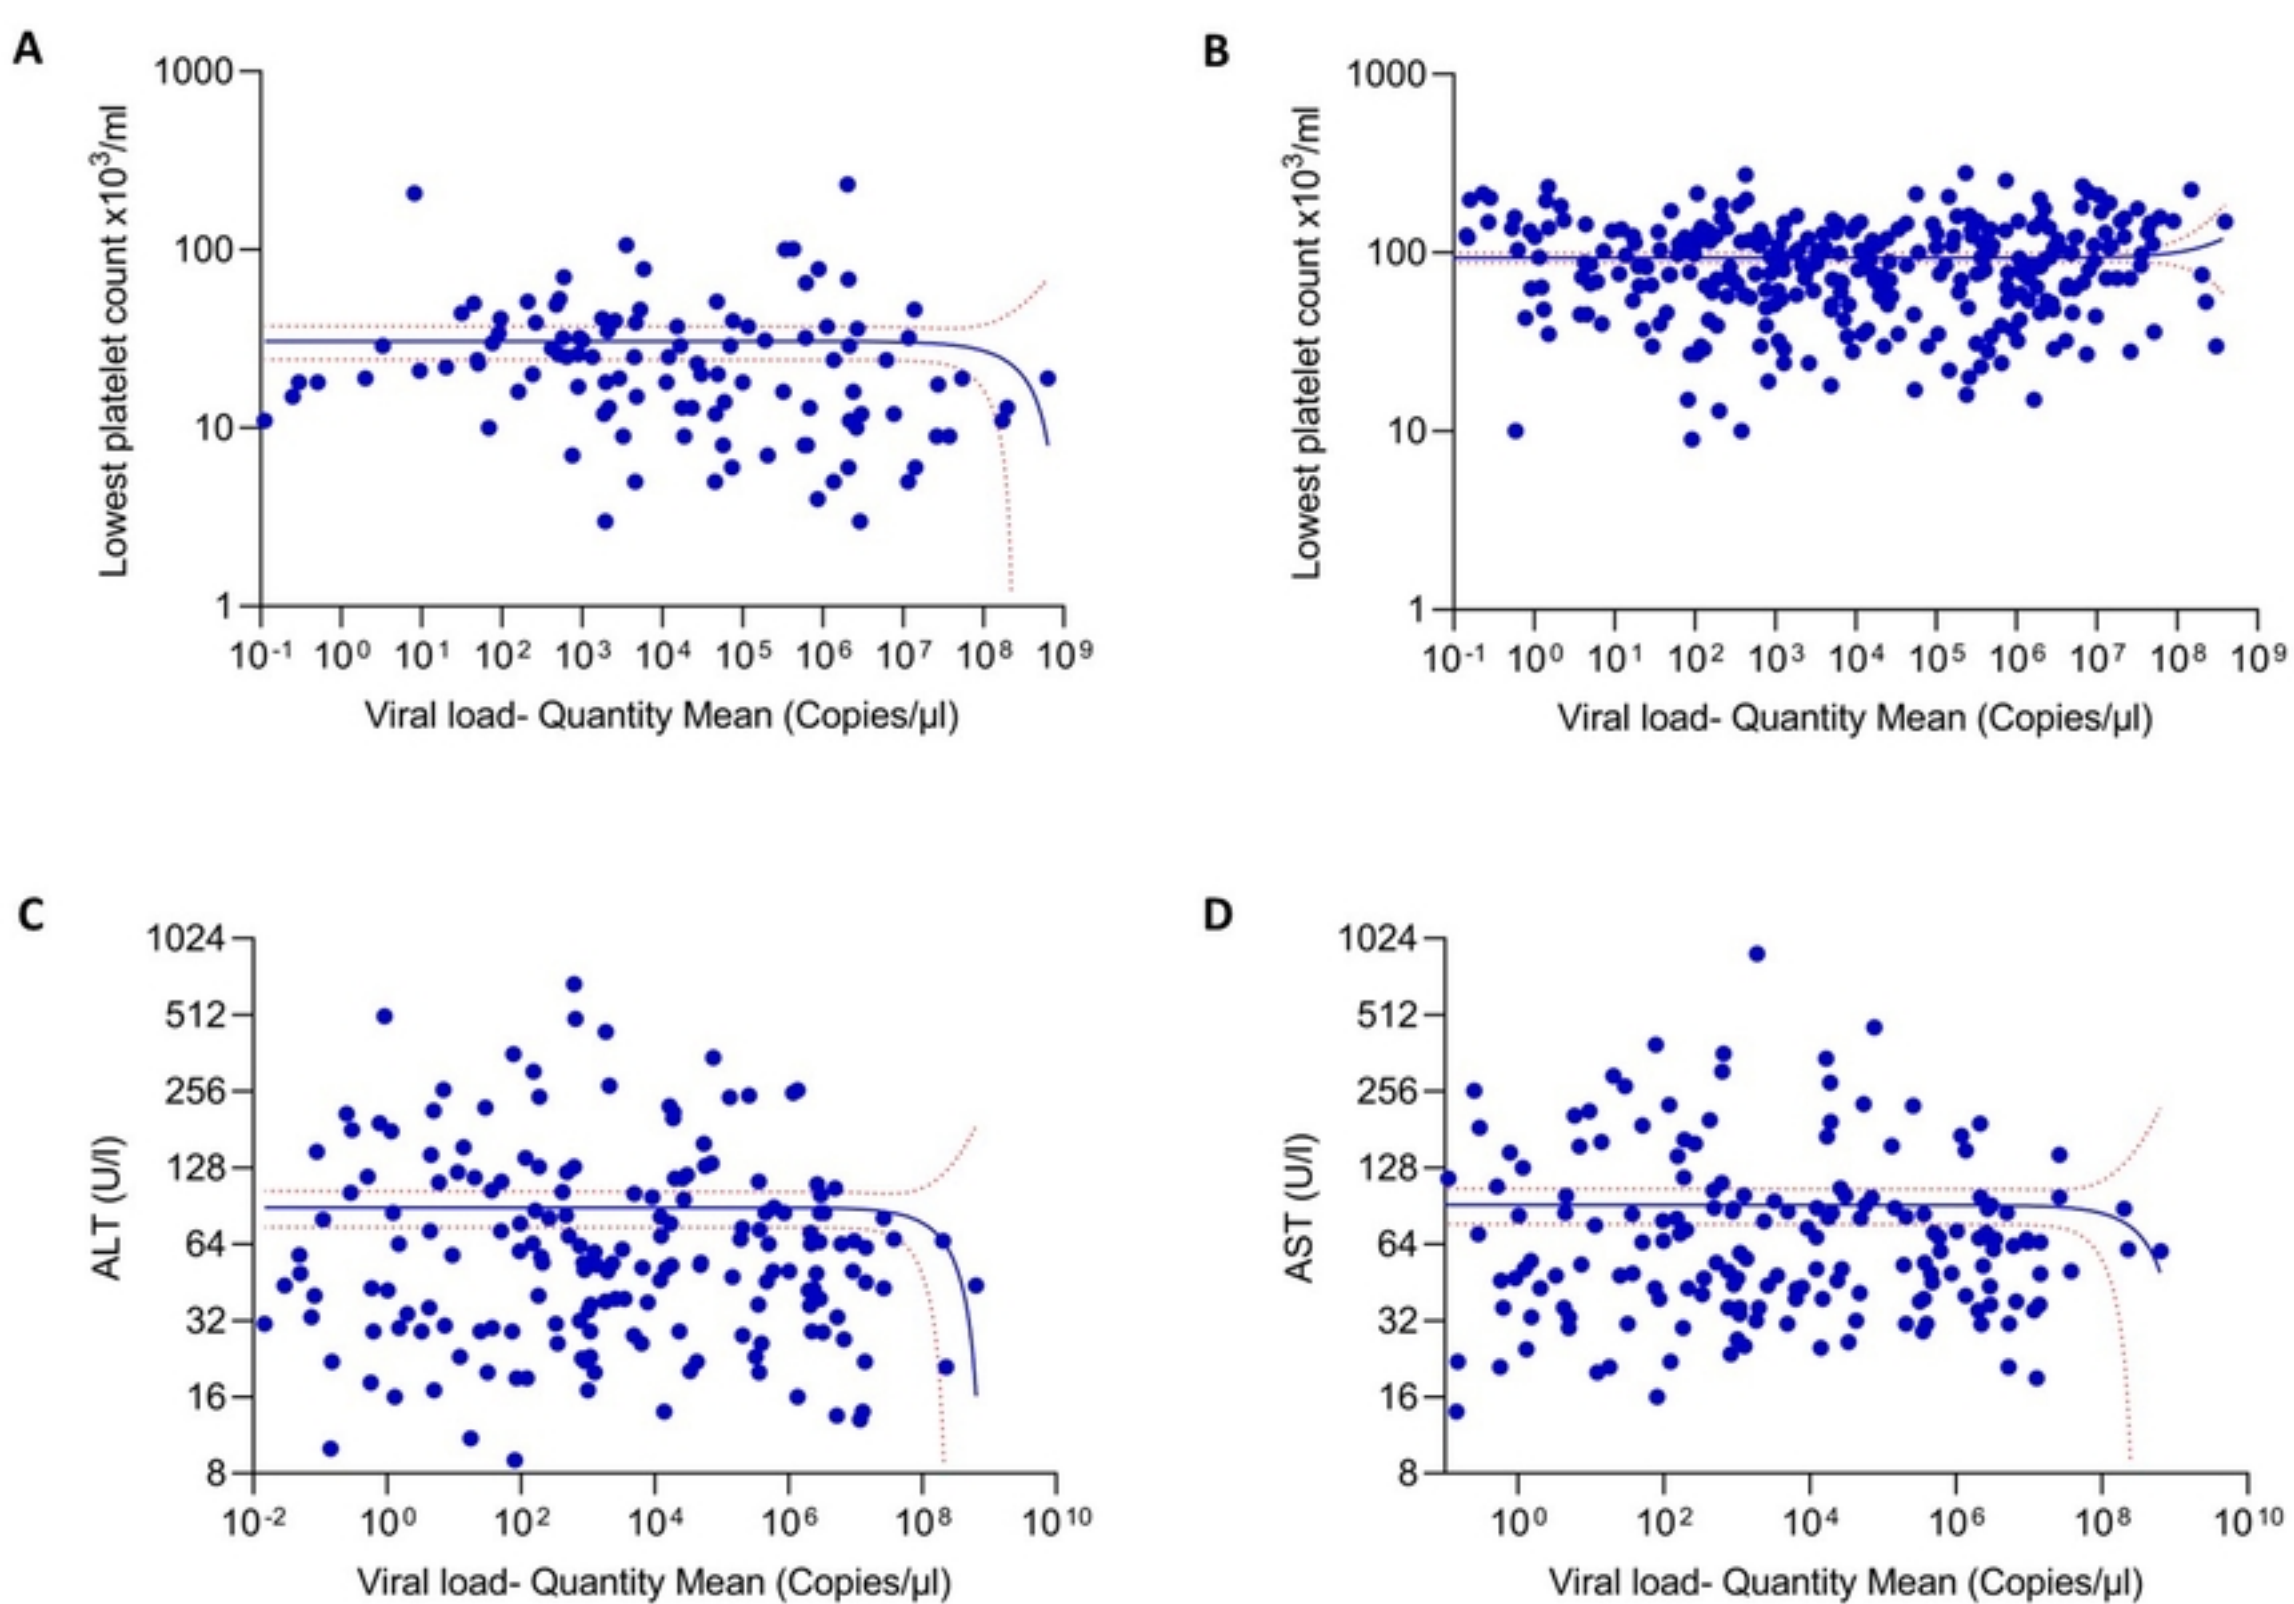 A
Lowest platelet count x10³/ml
1000
100
10
1
10⁻¹ 10⁰ 10¹ 10² 10³ 10⁴ 10⁵ 10⁶ 10⁷ 10⁸ 10⁹
Viral load- Quantity Mean (Copies/µl)
B
Lowest platelet count x10³/ml
1000
100
10
1
10⁻¹ 10⁰ 10¹ 10² 10³ 10⁴ 10⁵ 10⁶ 10⁷ 10⁸ 10⁹
Viral load- Quantity Mean (Copies/µl)
C
ALT (U/l)
1024
512
256
128
64
32
16
8
10⁻² 10⁰ 10² 10⁴ 10⁶ 10⁸ 10¹⁰
Viral load- Quantity Mean (Copies/µl)
D
AST (U/l)
1024
512
256
128
64
32
16
8
10⁰ 10² 10⁴ 10⁶ 10⁸ 10¹⁰
Viral load- Quantity Mean (Copies/µl)